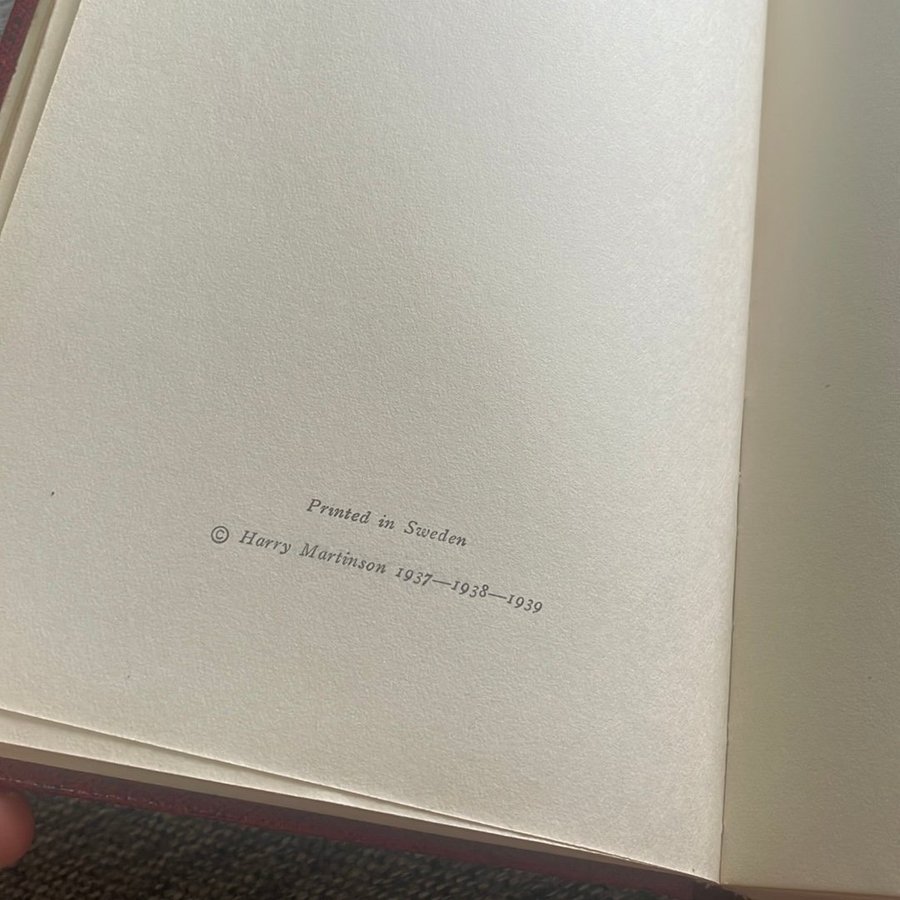 Printed in Sweden
© Harry Martinson 1937—1938—1939